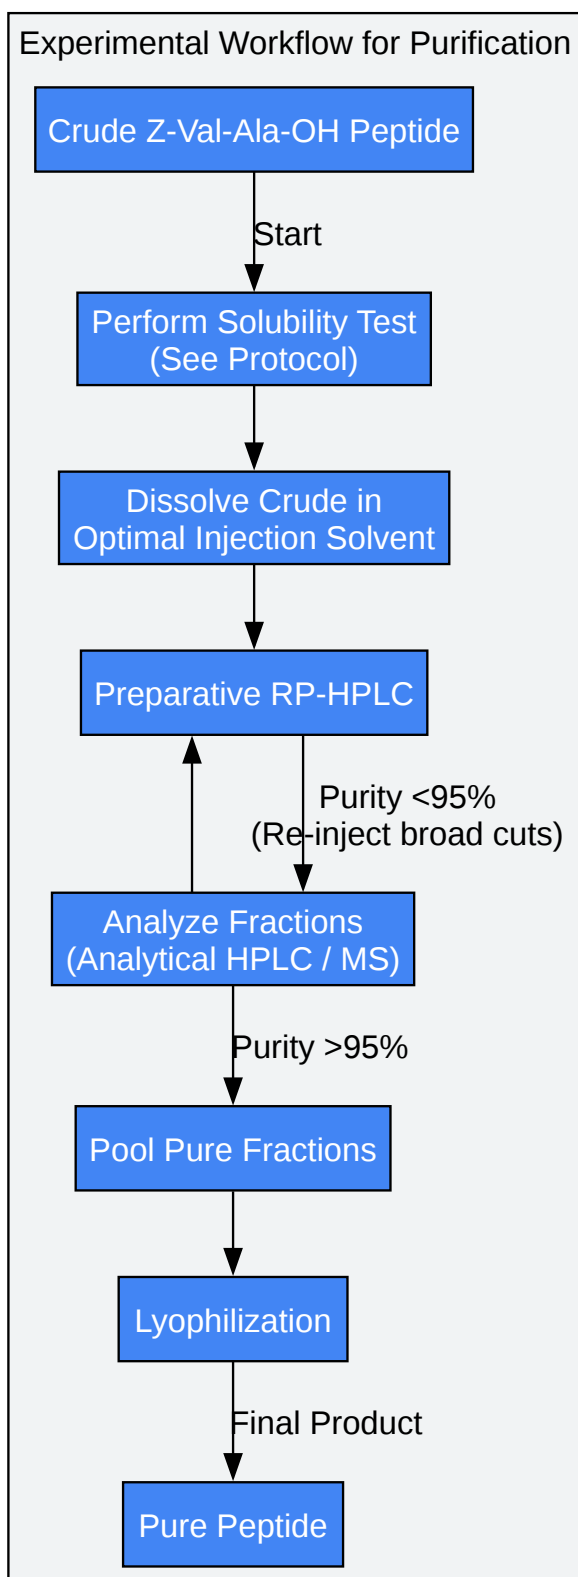 Experimental Workflow for Purification
Crude Z-Val-Ala-OH Peptide
Start
Perform Solubility Test
(See Protocol)
Dissolve Crude in
Optimal Injection Solvent
Preparative RP-HPLC
Purity <95%
(Re-inject broad cuts)
Analyze Fractions
(Analytical HPLC / MS)
Purity >95%
Pool Pure Fractions
Lyophilization
Final Product
Pure Peptide